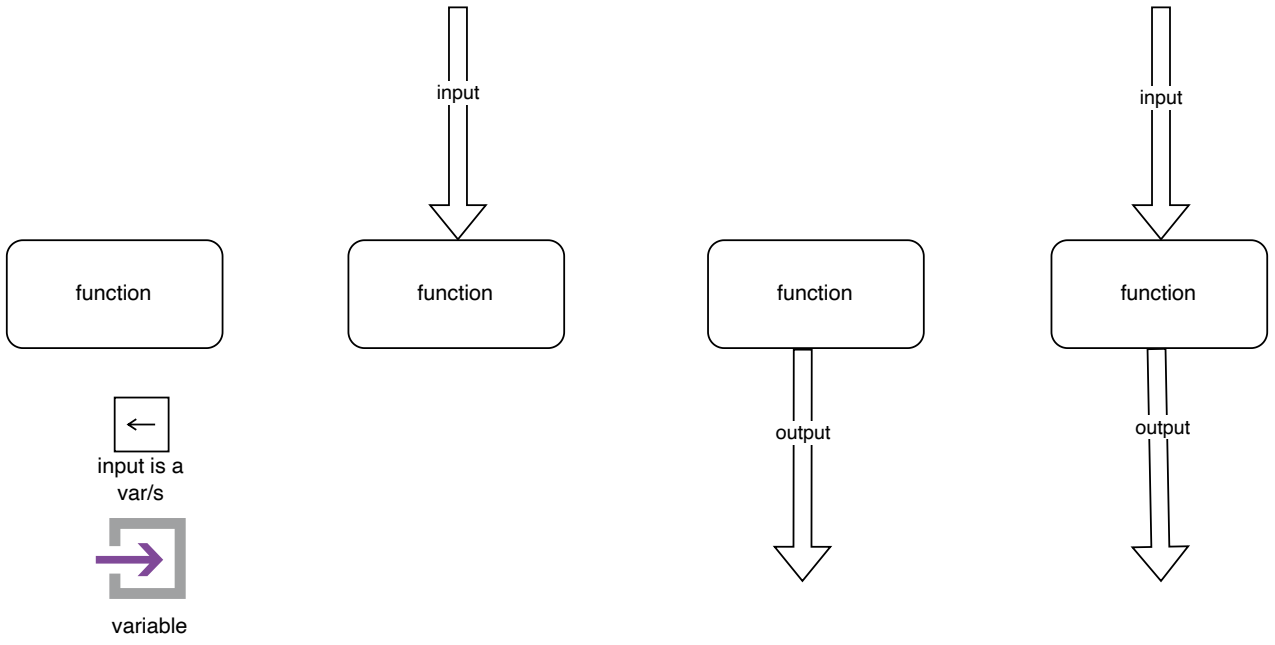 input
input
function
function
function
function
input is a
var/s
output
output
variable